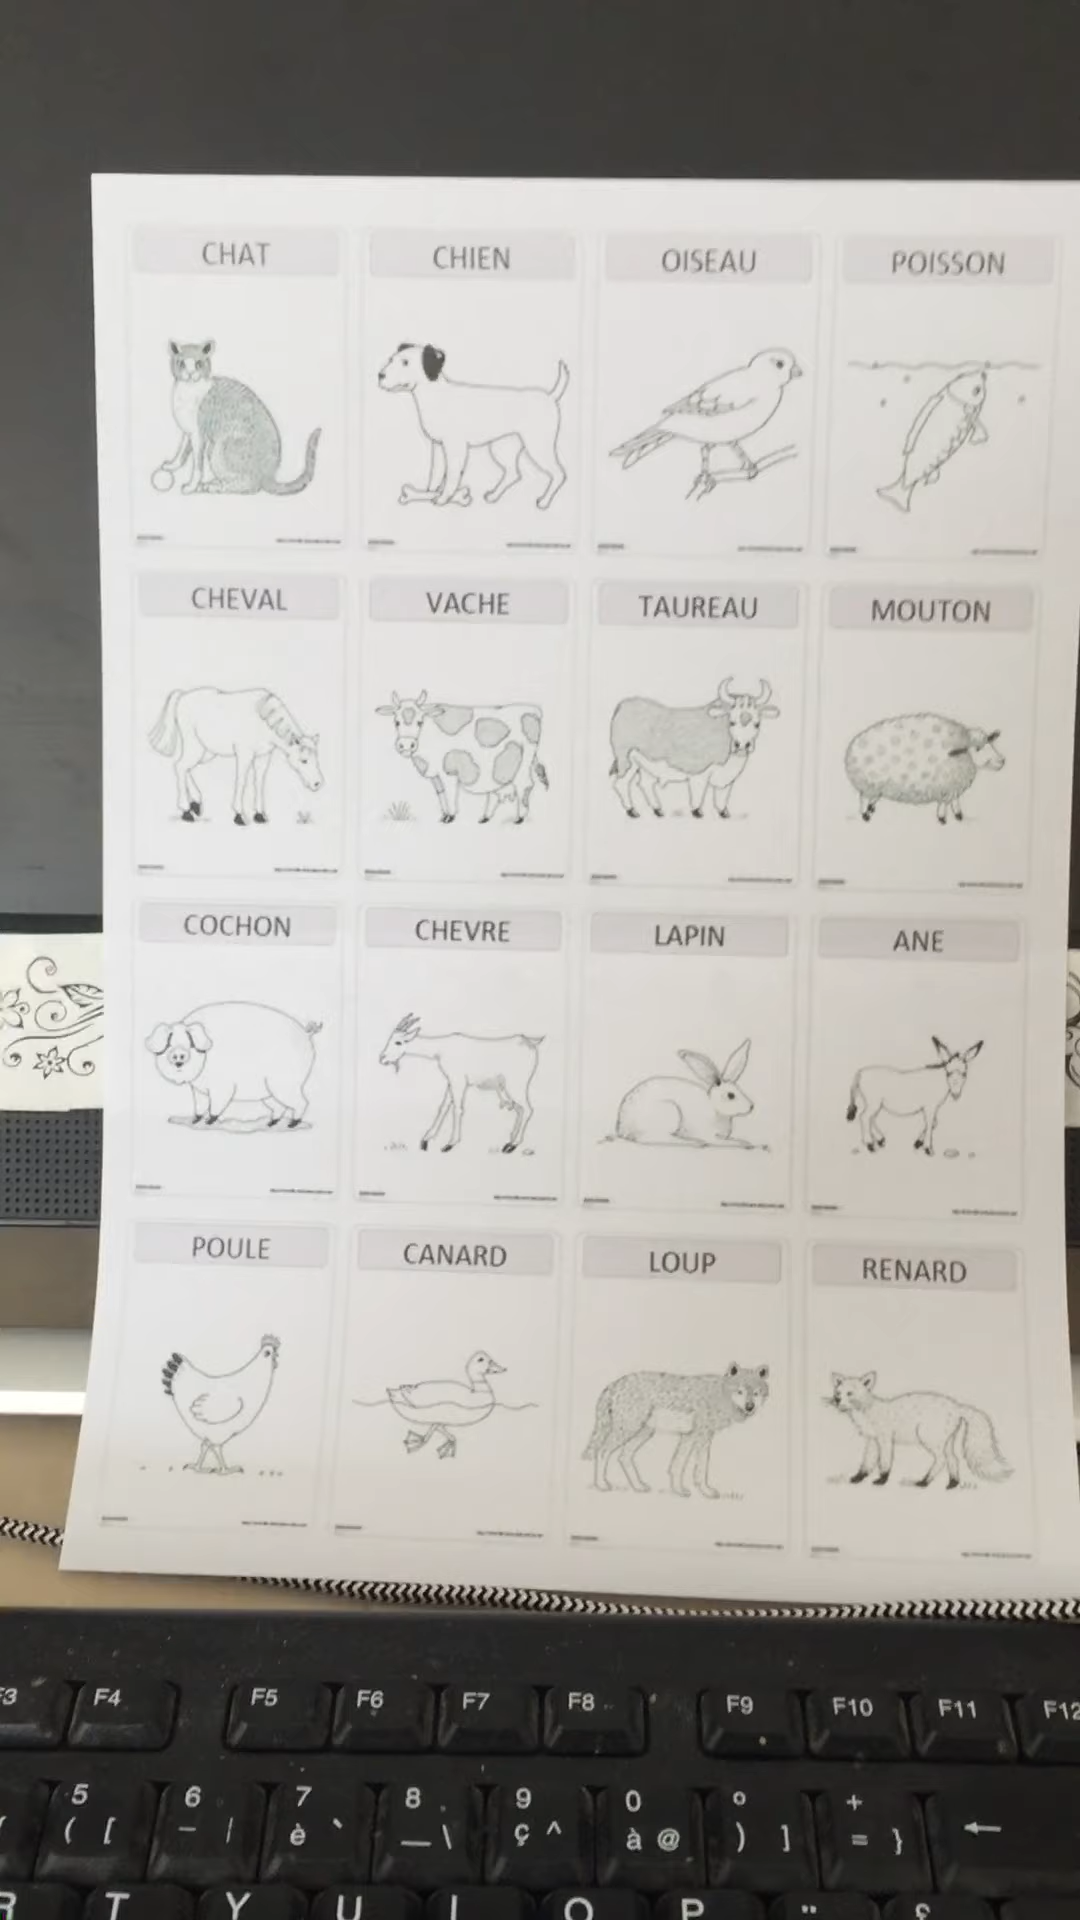 CHAT CHIEN OISEAU POISSON
CHEVAL VACHE TAUREAU MOUTON
COCHON CHEVRE LAPIN ANE
POULE CANARD LOUP RENARD
F4 F5 F6 F7 F8 F9 F10 F11 F12
5 6 7 8 9 0 ° +
( [ - | è ` _ \ ç ^ à @ ) ] = } ←
R T Y U I O P ¨ £